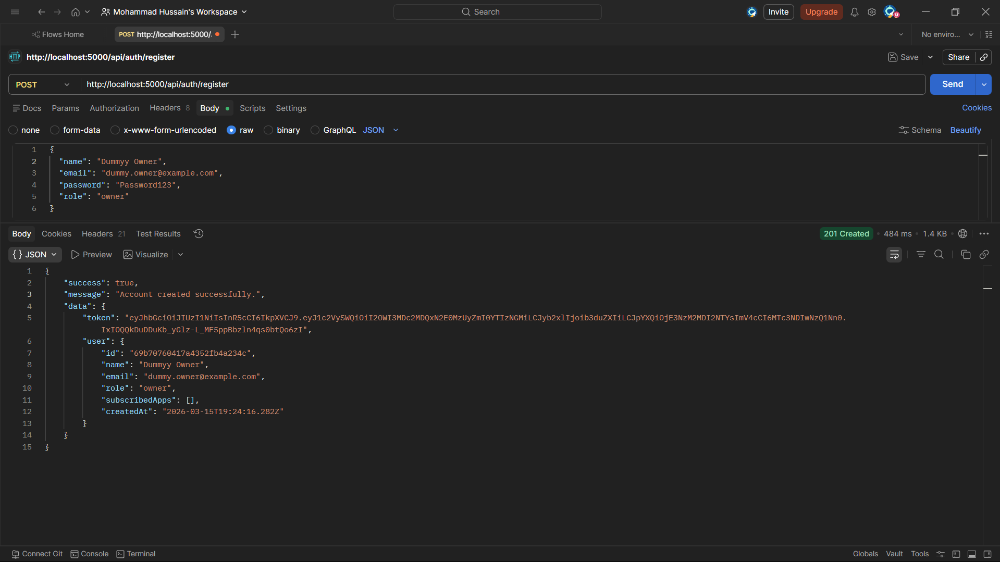 Mohammad Hussain's Workspace
Search
Invite
Upgrade
M
Flows Home
POST http://localhost:5000/.
No enviro...
HTTP http://localhost:5000/api/auth/register
Save
Share
POST
http://localhost:5000/api/auth/register
Send
Docs
Params
Authorization
Headers 8
Body
Scripts
Settings
Cookies
none
form-data
x-www-form-urlencoded
raw
binary
GraphQL
JSON
Schema
Beautify
1 {
2 "name": "Dummyy Owner",
3 "email": "dummy.owner@example.com",
4 "password": "Password123",
5 "role": "owner"
6 }
Body
Cookies
Headers 21
Test Results
201 Created
484 ms
1.4 KB
{} JSON
Preview
Visualize
1 {
2 "success": true,
3 "message": "Account created successfully.",
4 "data": {
5 "token": "eyJhbGciOiJIUzI1NiIsInR5cCI6IkpXVCJ9.eyJ1c2VySWQiOiI2OWI3MDc2MDQxN2E0MzUyZmI0YTIzNGMiLCJyb2xlIjoib3duZXIiLCJpYXQiOjE3NzM2MDI2NTYsImV4cCI6MTc3NDIwNzQ1Nn0.
IxIOQQkDuDDuKb_yGlz-L_MF5ppBbzln4qs0btQo6zI",
6 "user": {
7 "id": "69b70760417a4352fb4a234c",
8 "name": "Dummyy Owner",
9 "email": "dummy.owner@example.com",
10 "role": "owner",
11 "subscribedApps": [],
12 "createdAt": "2026-03-15T19:24:16.282Z"
13 }
14 }
15 }
Connect Git
Console
Terminal
Globals
Vault
Tools